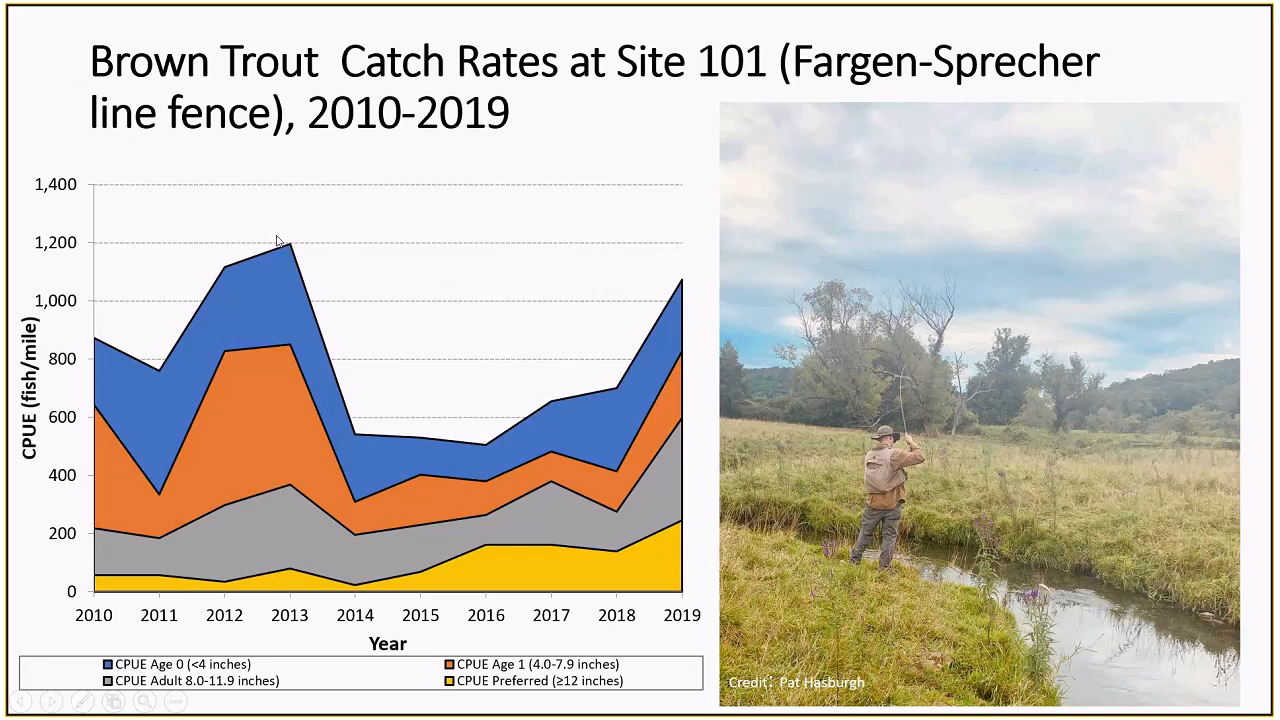 Brown Trout  Catch Rates at Site 101 (Fargen-Sprecher
line fence), 2010-2019
1,400
1,200
1,000
800
600
400
200
0
CPUE (fish/mile)
2010 2011 2012 2013 2014 2015 2016 2017 2018 2019
Year
CPUE Age 0 (<4 inches) CPUE Age 1 (4.0-7.9 inches)
CPUE Adult 8.0-11.9 inches) CPUE Preferred (≥12 inches)
Credit: Pat Hasburgh